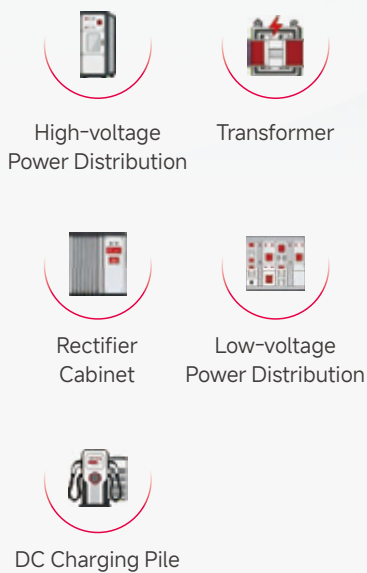 High-voltage
Power Distribution
Transformer
Rectifier
Cabinet
Low-voltage
Power Distribution
DC Charging Pile